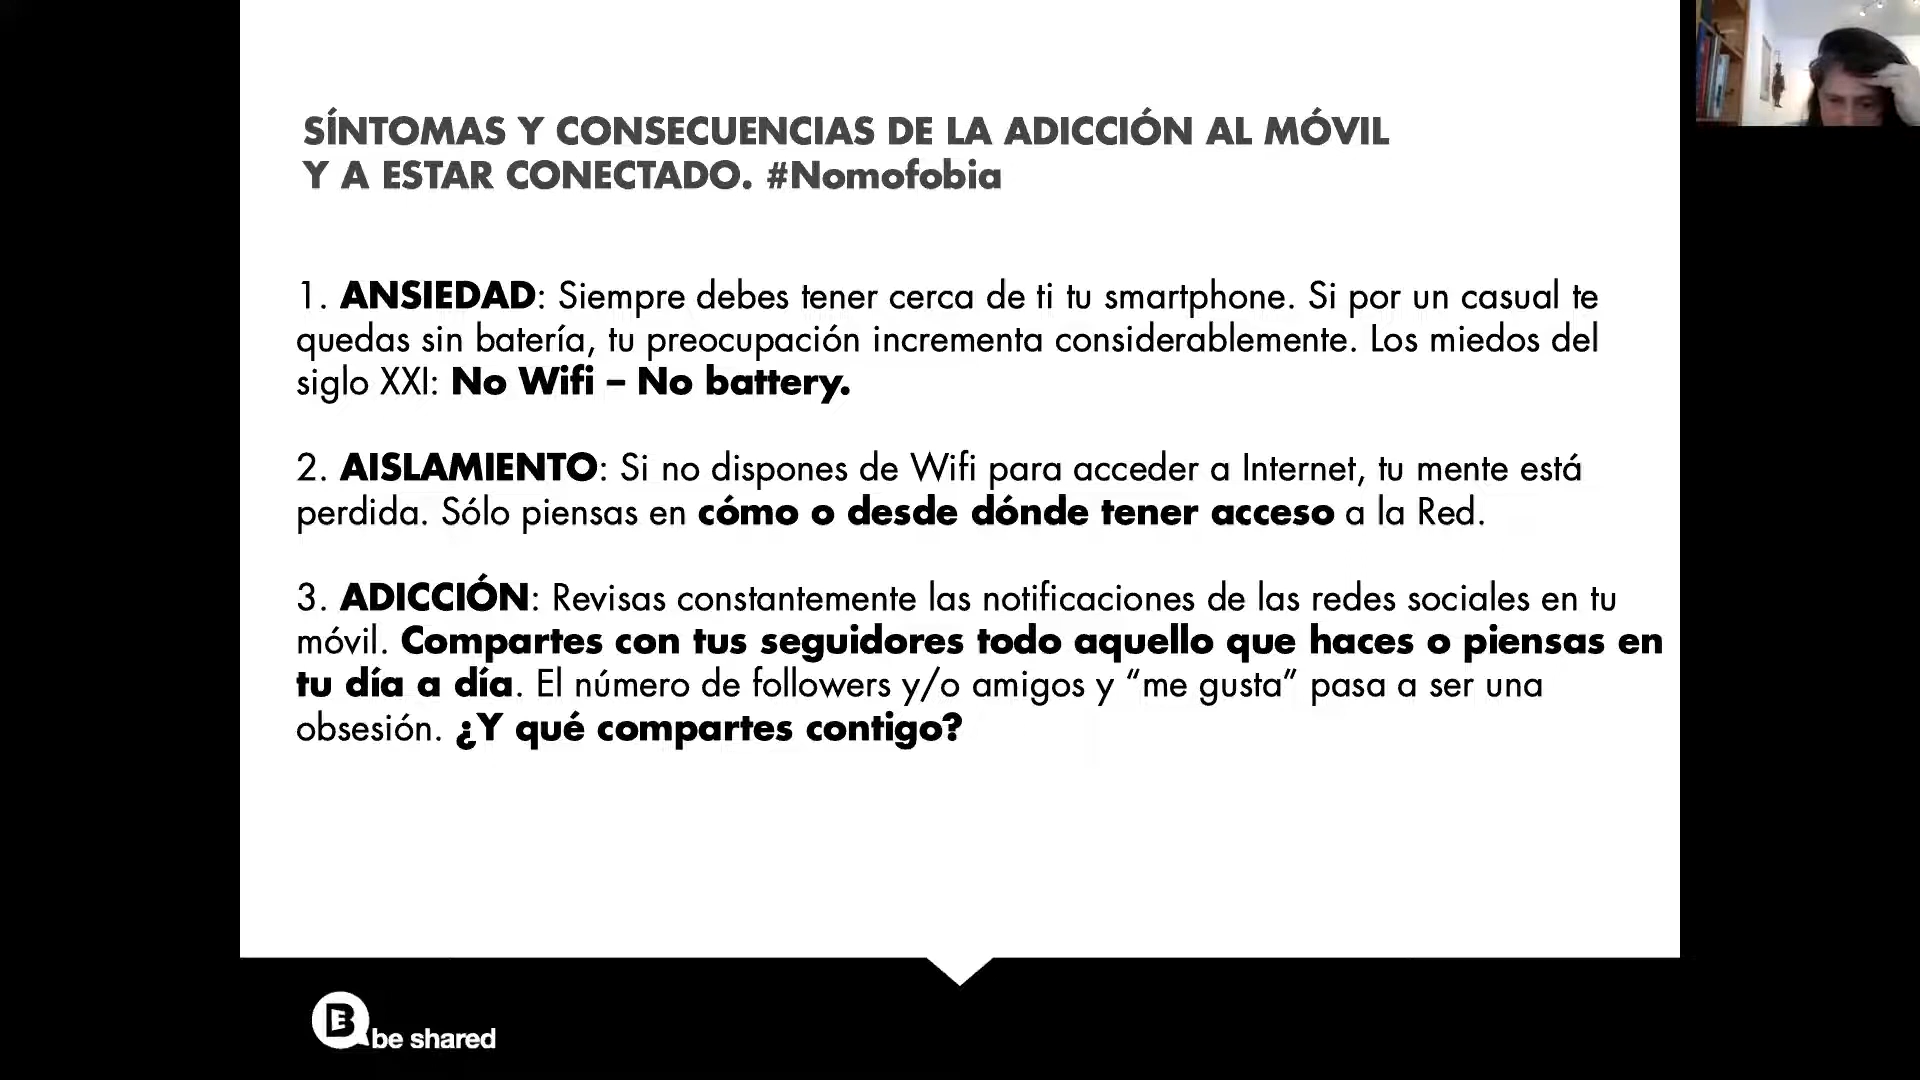 SÍNTOMAS Y CONSECUENCIAS DE LA ADICCIÓN AL MÓVIL
Y A ESTAR CONECTADO. #Nomofobia
1. ANSIEDAD: Siempre debes tener cerca de ti tu smartphone. Si por un casual te
quedas sin batería, tu preocupación incrementa considerablemente. Los miedos del
siglo XXI: No Wifi – No battery.
2. AISLAMIENTO: Si no dispones de Wifi para acceder a Internet, tu mente está
perdida. Sólo piensas en cómo o desde dónde tener acceso a la Red.
3. ADICCIÓN: Revisas constantemente las notificaciones de las redes sociales en tu
móvil. Compartes con tus seguidores todo aquello que haces o piensas en
tu día a día. El número de followers y/o amigos y “me gusta” pasa a ser una
obsesión. ¿Y qué compartes contigo?
B be shared